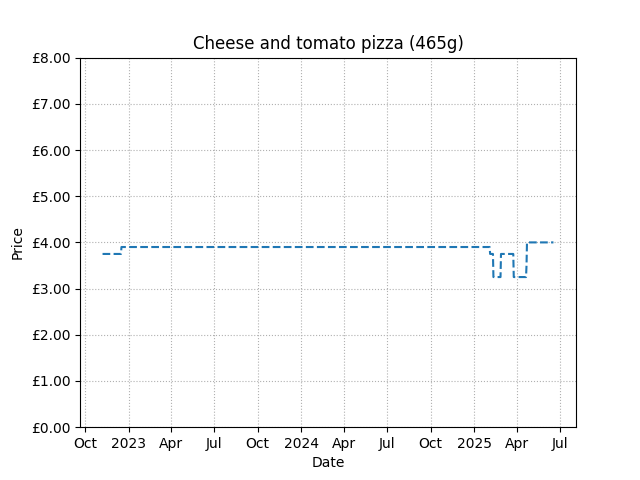 Cheese and tomato pizza (465g)
£8.00
£7.00
£6.00
£5.00
£4.00
£3.00
£2.00
£1.00
£0.00
Price
Oct 2023 Apr Jul Oct 2024 Apr Jul Oct 2025 Apr Jul
Date